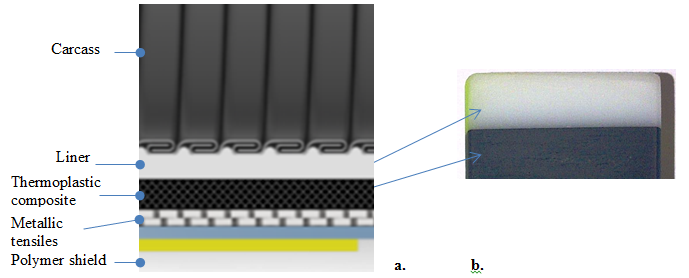 Carcass
Liner
Thermoplastic
composite
Metallic
tensiles
Polymer shield
a.
b.